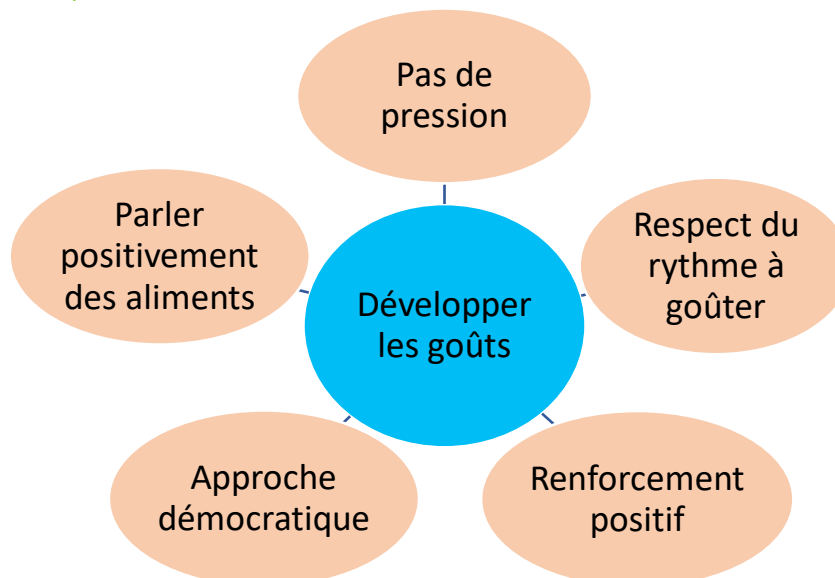 Pas de
pression
Parler
positivement
des aliments
Respect du
rythme à
goûter
Développer
les goûts
Approche
démocratique
Renforcement
positif